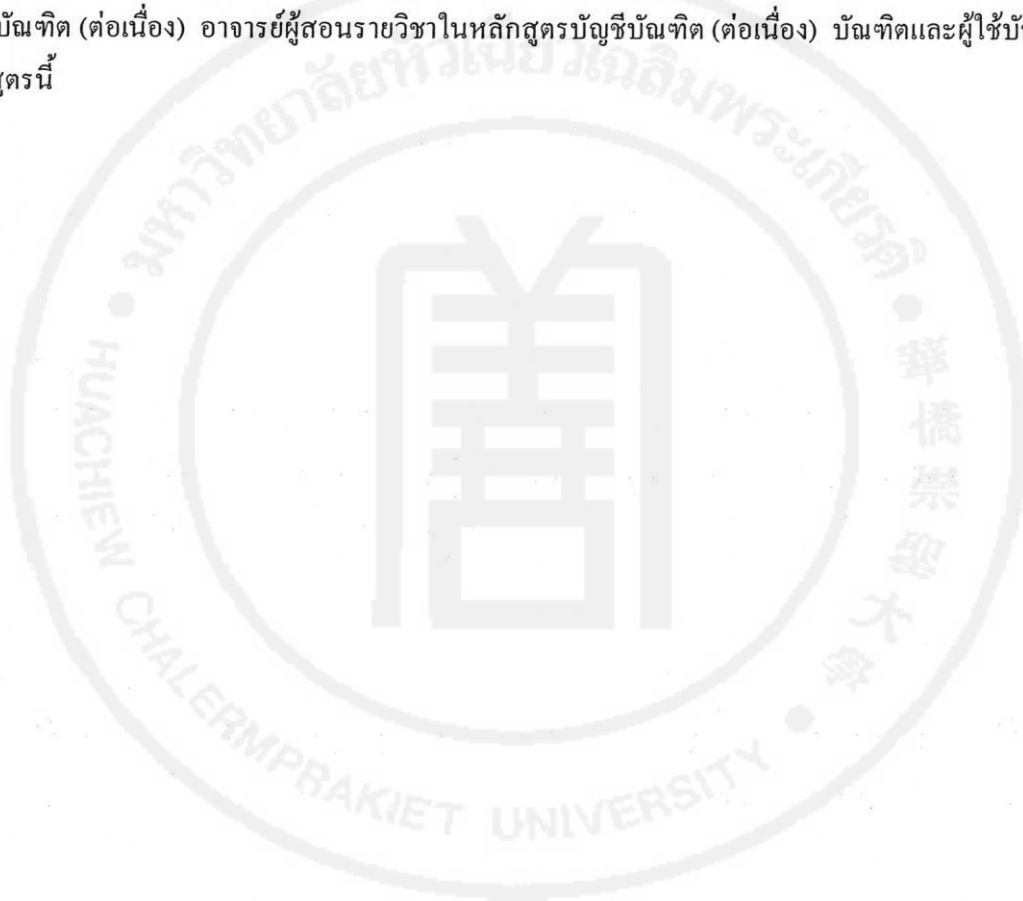 บัณฑิต (ต่อเนื่อง) อาจารย์ผู้สอนรายวิชาในหลักสูตรบัญชีบัณฑิต (ต่อเนื่อง) บัณฑิตและผู้ใช้
สูตรนี้
มหาวิทยาลัยหัวเฉียวเฉลิมพระเกียรติ
華僑崇聖大學
HUACHIEW CHALERMPRAKIET UNIVERSITY